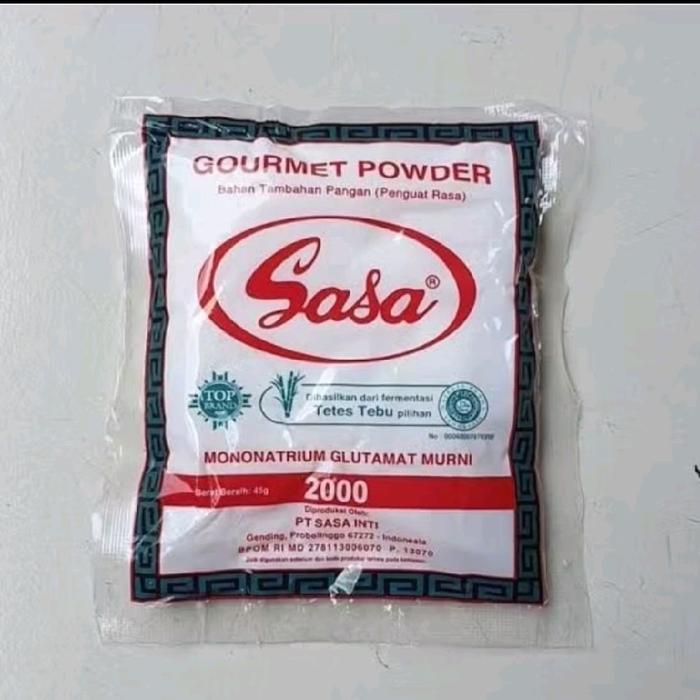 GOURMET POWDER
Bahan Tambahan Pangan (Penguat Rasa)
Sasa®
TOP
BRAND
Dihasilkan dari fermentasi
Tetes Tebu pilihan
MONONATRIUM GLUTAMAT MURNI
Berat Bersih: 45g
2000
Diproduksi Oleh:
PT SASA INTI
Gending, Probolinggo 67272 - Indonesia
BPOM RI MD 278113006070 P. 13070